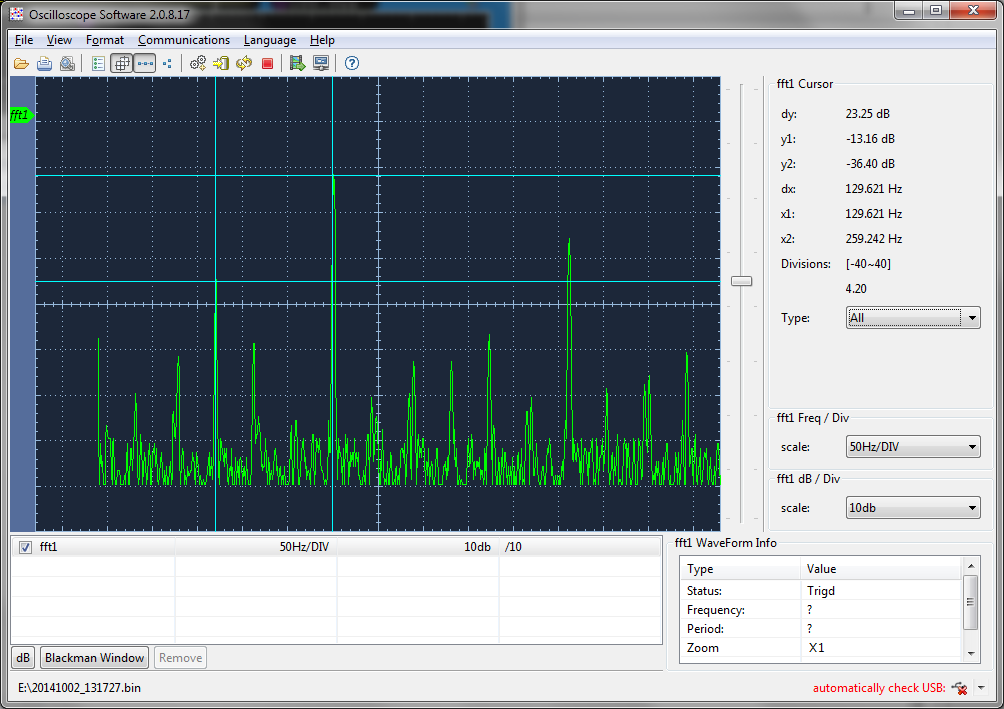 Oscilloscope Software 2.0.8.17
File View Format Communications Language Help
fft1
fft1 Cursor
dy: 23.25 dB
y1: -13.16 dB
y2: -36.40 dB
dx: 129.621 Hz
x1: 129.621 Hz
x2: 259.242 Hz
Divisions: [-40~40]
4.20
Type: All
fft1 Freq / Div
scale: 50Hz/DIV
fft1 dB / Div
scale: 10db
fft1 50Hz/DIV 10db /10
fft1 WaveForm Info
Type Value
Status: Trigd
Frequency: ?
Period: ?
Zoom X1
dB Blackman Window Remove
E:\20141002_131727.bin
automatically check USB: